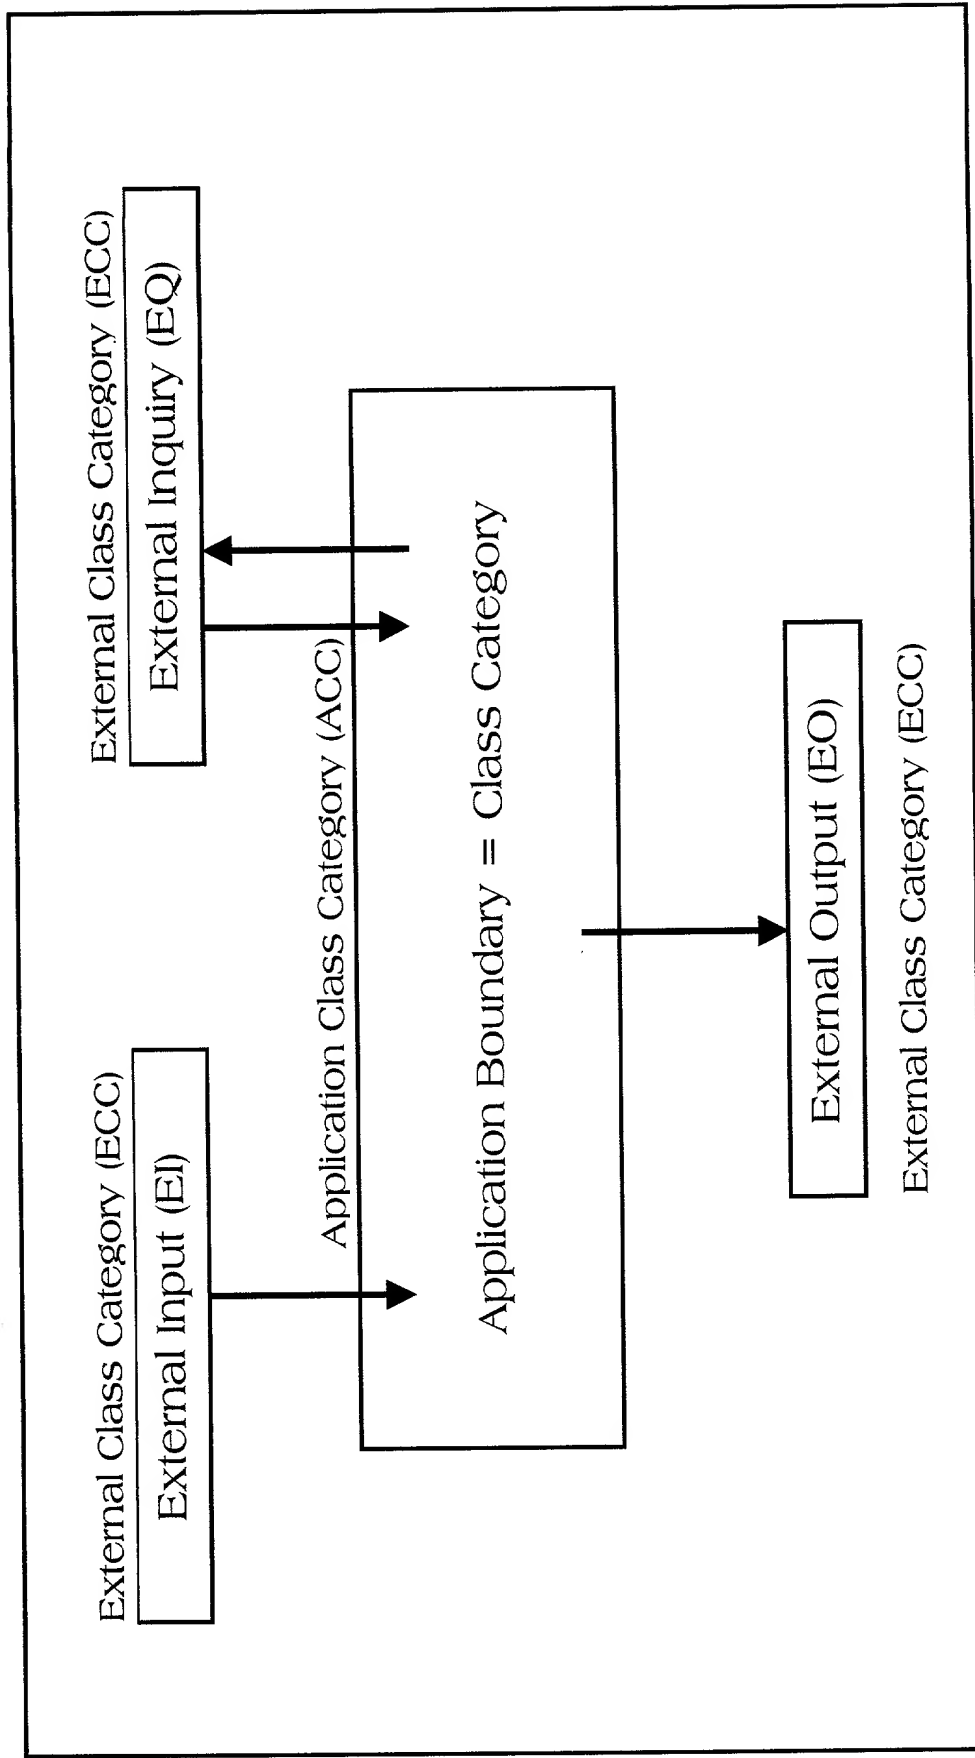 External Class Category (ECC)
External Input (EI)
External Class Category (ECC)
External Inquiry (EQ)
Application Class Category (ACC)
Application Boundary = Class Category
External Output (EO)
External Class Category (ECC)